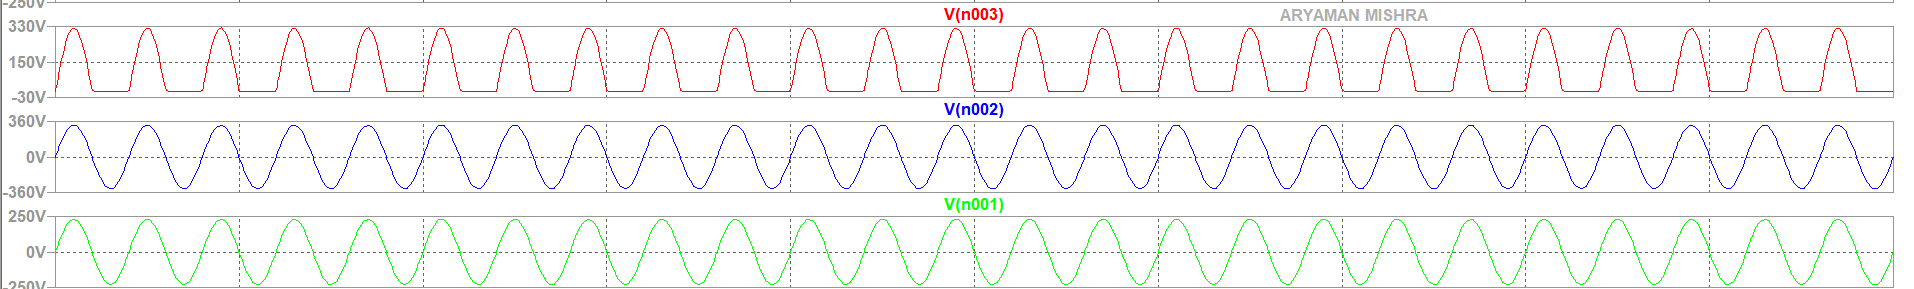 -250V
V(n003) ARYAMAN MISHRA
330V
150V
-30V
V(n002)
360V
0V
-360V
V(n001)
250V
0V
-250V